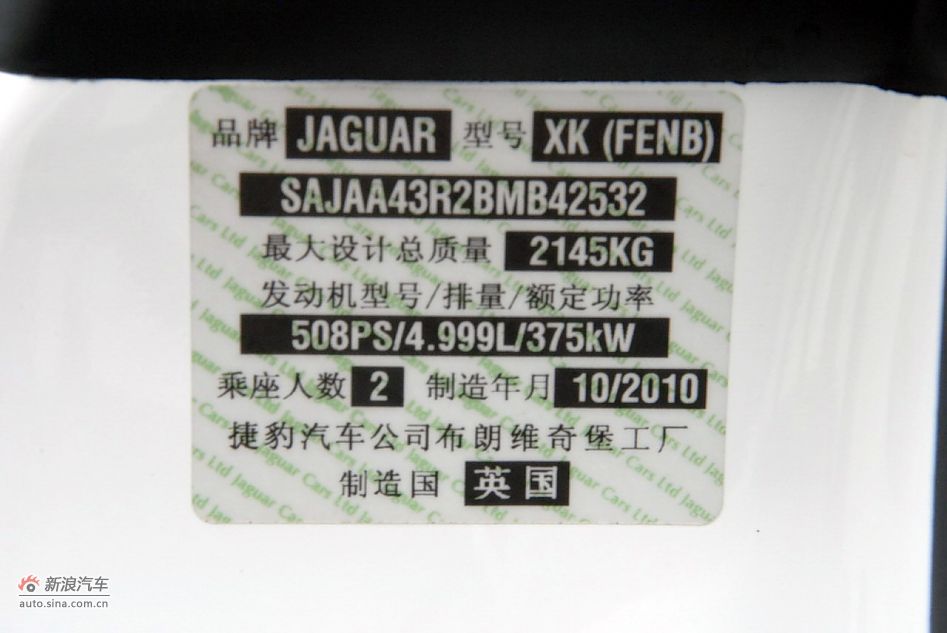 品牌 JAGUAR 型号 XK (FENB)
SAJAA43R2BMB42532
最大设计总质量 2145KG
发动机型号/排量/额定功率
508PS/4.999L/375kW
乘座人数 2 制造年月 10/2010
捷豹汽车公司布朗维奇堡工厂
制造国 英国
新浪汽车
auto.sina.com.cn